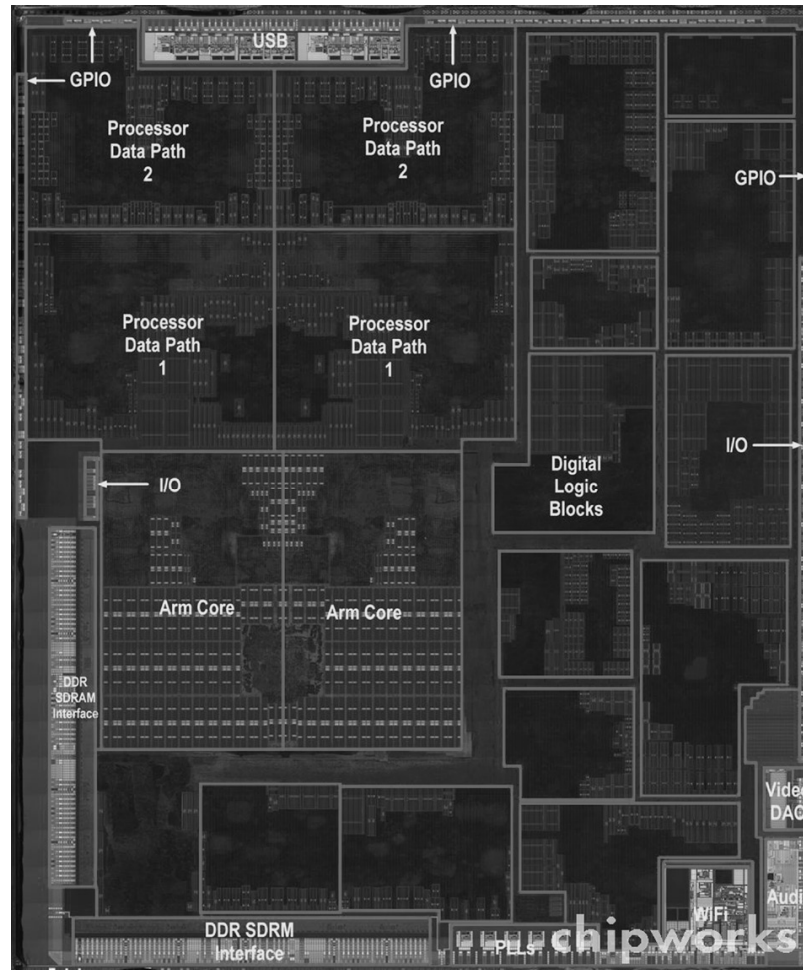 USB
GPIO
GPIO
Processor
Data Path
2
Processor
Data Path
2
GPIO
Processor
Data Path
1
Processor
Data Path
1
I/O
I/O
Digital
Logic
Blocks
Arm Core
Arm Core
DDR
SDRAM
Interface
Video
DAC
Audi
WiFi
DDR SDRM
Interface
PLLs
chipworks